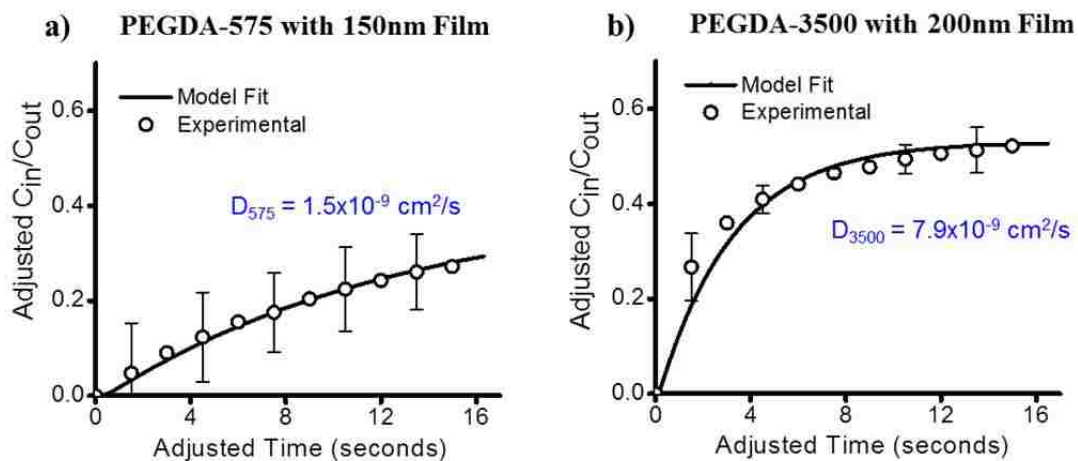 a) PEGDA-575 with 150nm Film
Adjusted Cin/Cout
0.6
0.4
0.2
0.0
Model Fit
Experimental
D575 = 1.5x10-9 cm2/s
0 4 8 12 16
Adjusted Time (seconds)
b) PEGDA-3500 with 200nm Film
Adjusted Cin/Cout
0.6
0.4
0.2
0.0
Model Fit
Experimental
D3500 = 7.9x10-9 cm2/s
0 4 8 12 16
Adjusted Time (seconds)